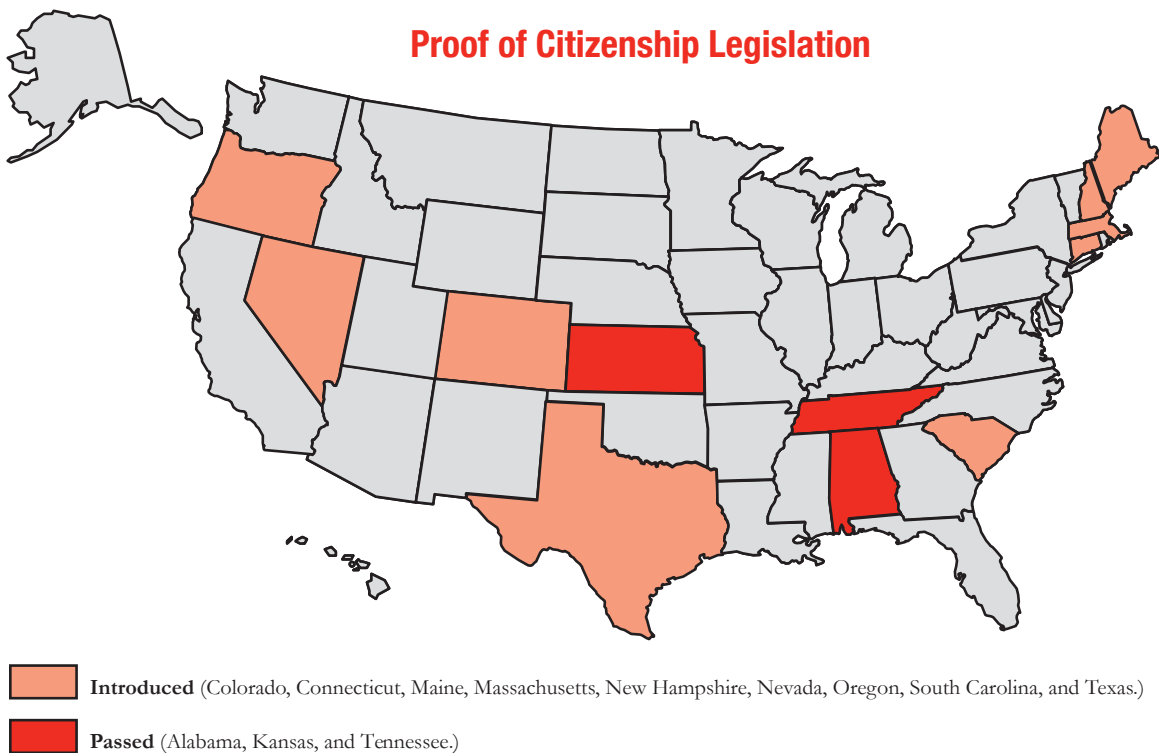 Proof of Citizenship Legislation
Introduced (Colorado, Connecticut, Maine, Massachusetts, New Hampshire, Nevada, Oregon, South Carolina, and Texas.)
Passed (Alabama, Kansas, and Tennessee.)